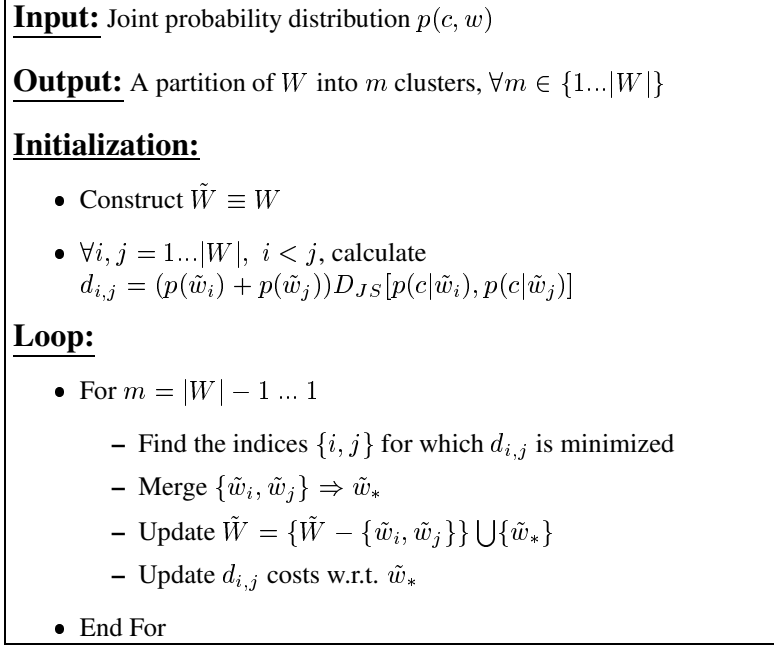 Input: Joint probability distribution p(c, w)
Output: A partition of W into m clusters, ∀m ∈ {1...|W|}
Initialization:
• Construct W̃ ≡ W
• ∀i, j = 1...|W|, i < j, calculate
d_{i,j} = (p(w̃_i) + p(w̃_j))D_{JS}[p(c|w̃_i), p(c|w̃_j)]
Loop:
• For m = |W| − 1 ... 1
– Find the indices {i, j} for which d_{i,j} is minimized
– Merge {w̃_i, w̃_j} ⇒ w̃_*
– Update W̃ = {W̃ − {w̃_i, w̃_j}} ⋃{w̃_*}
– Update d_{i,j} costs w.r.t. w̃_*
• End For